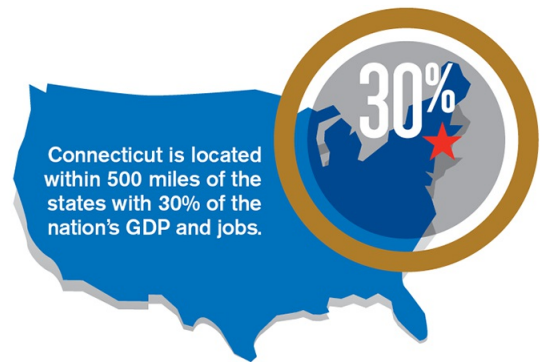 30%
Connecticut is located
within 500 miles of the
states with 30% of the
nation’s GDP and jobs.